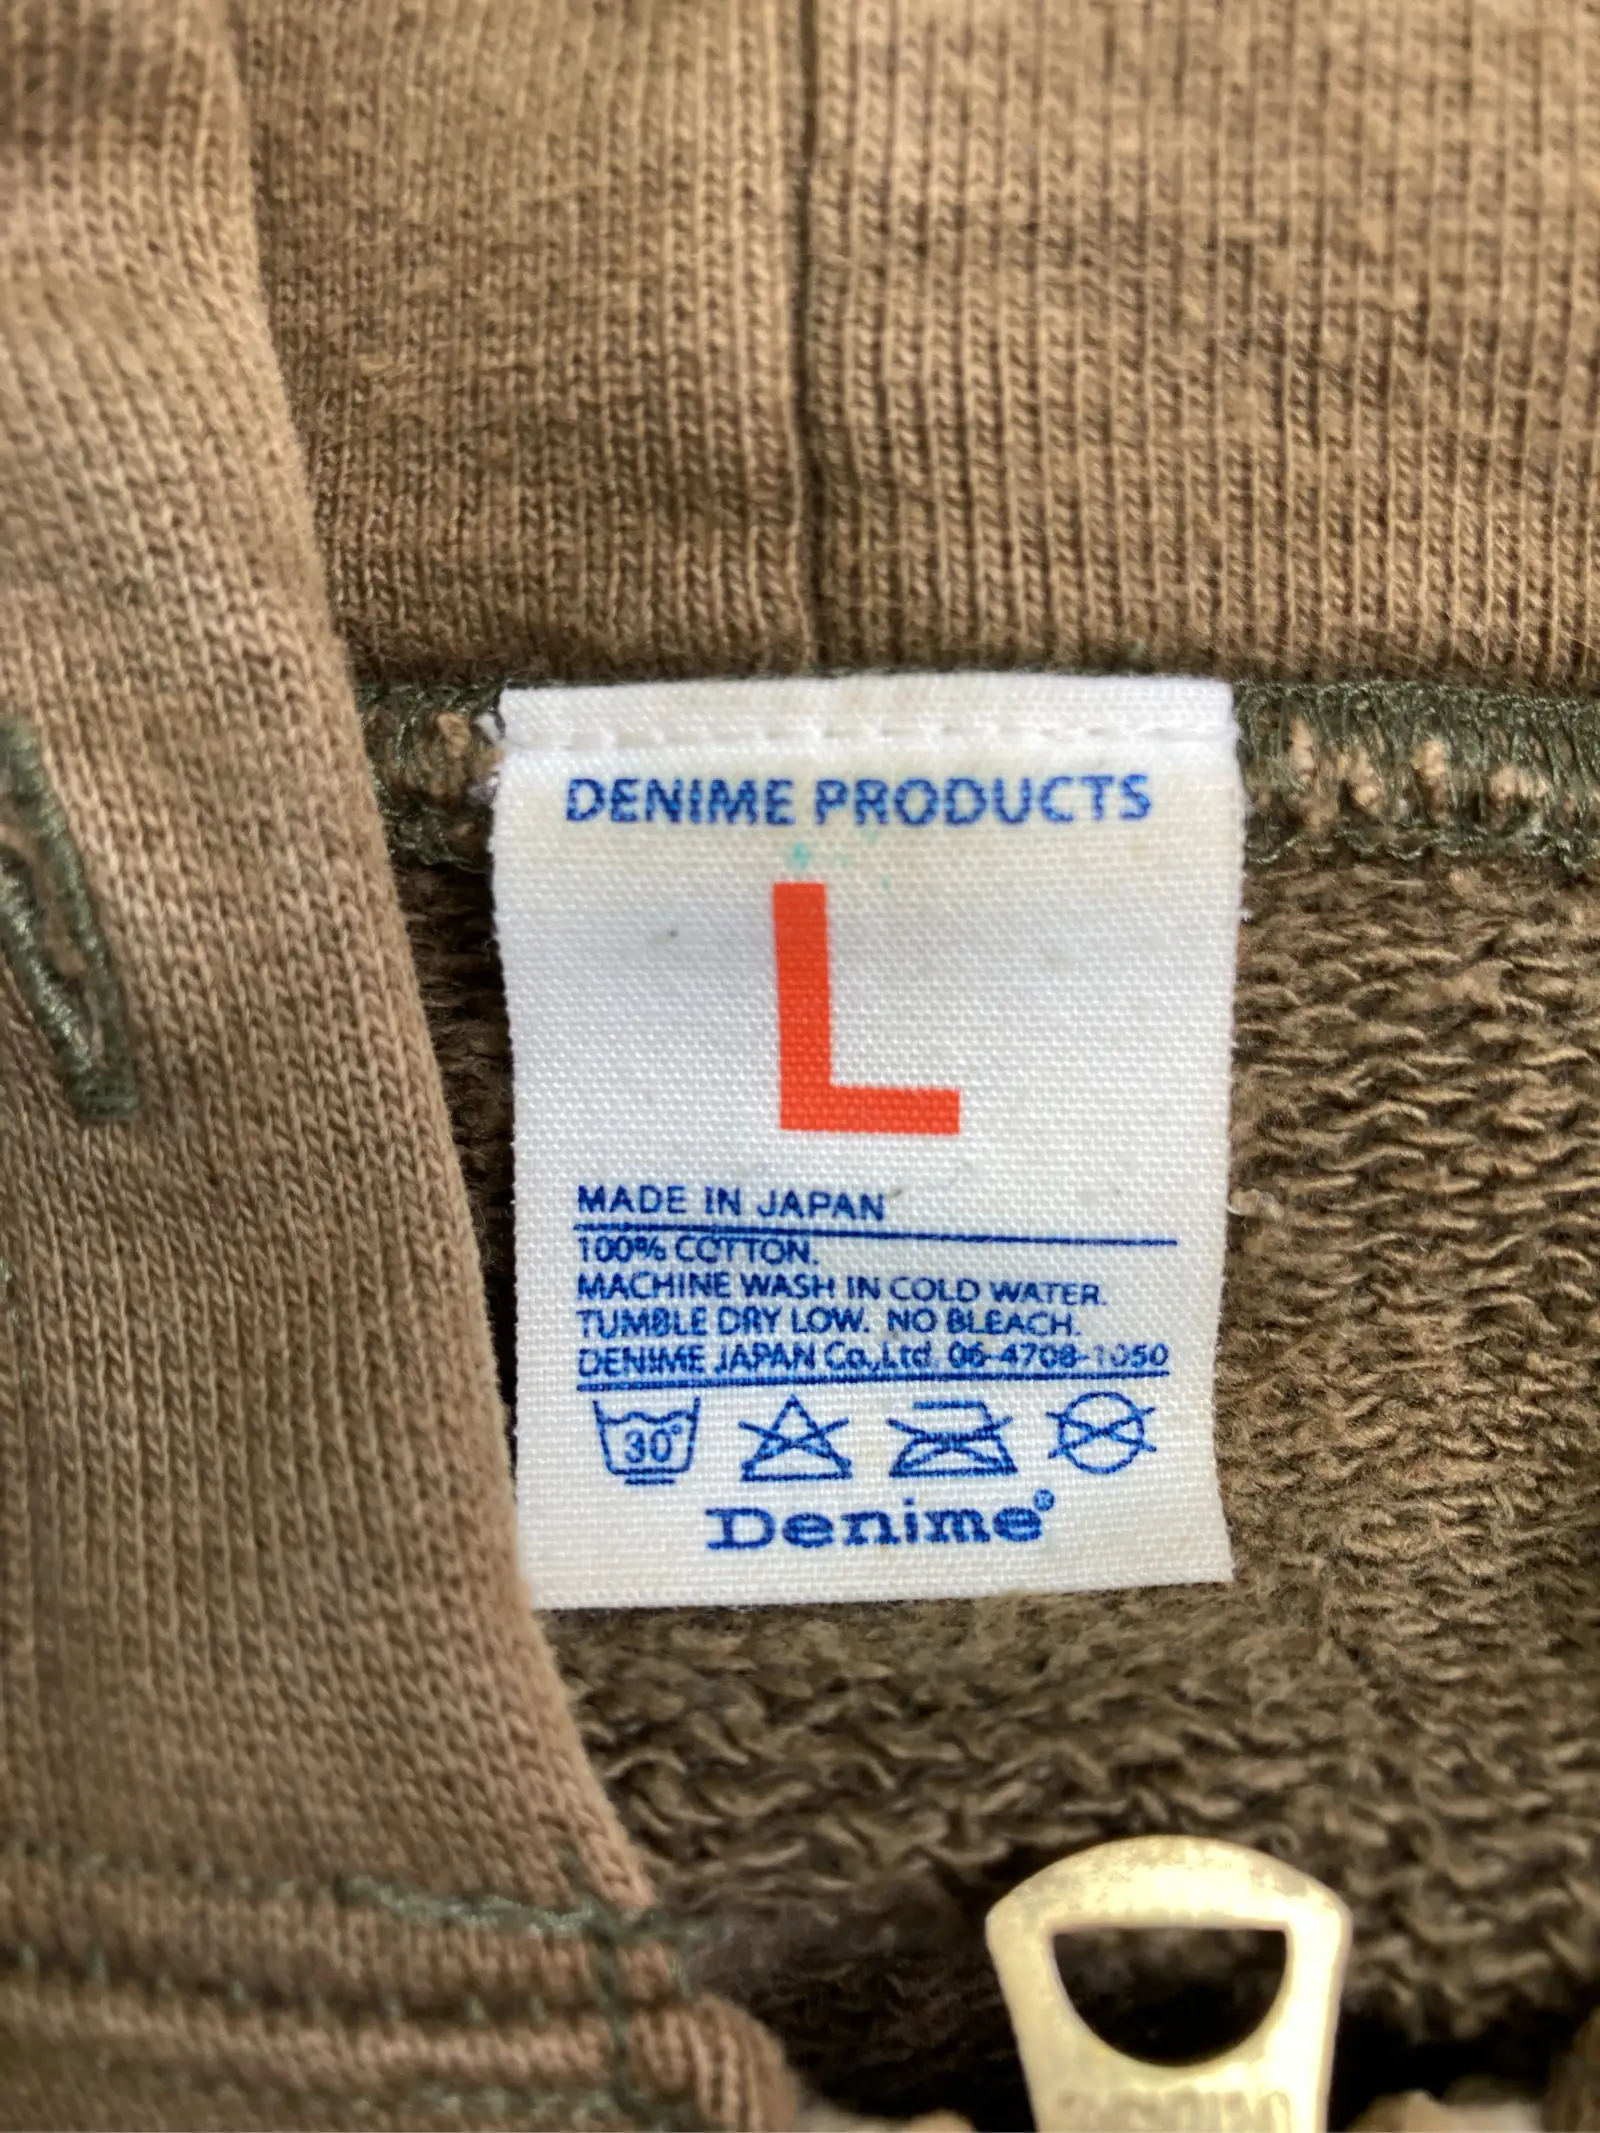 DENIME PRODUCTS
L
MADE IN JAPAN
100% COTTON.
MACHINE WASH IN COLD WATER.
TUMBLE DRY LOW. NO BLEACH.
DENIME JAPAN Co.,Ltd. 06-4708-1050
30°
Denime®